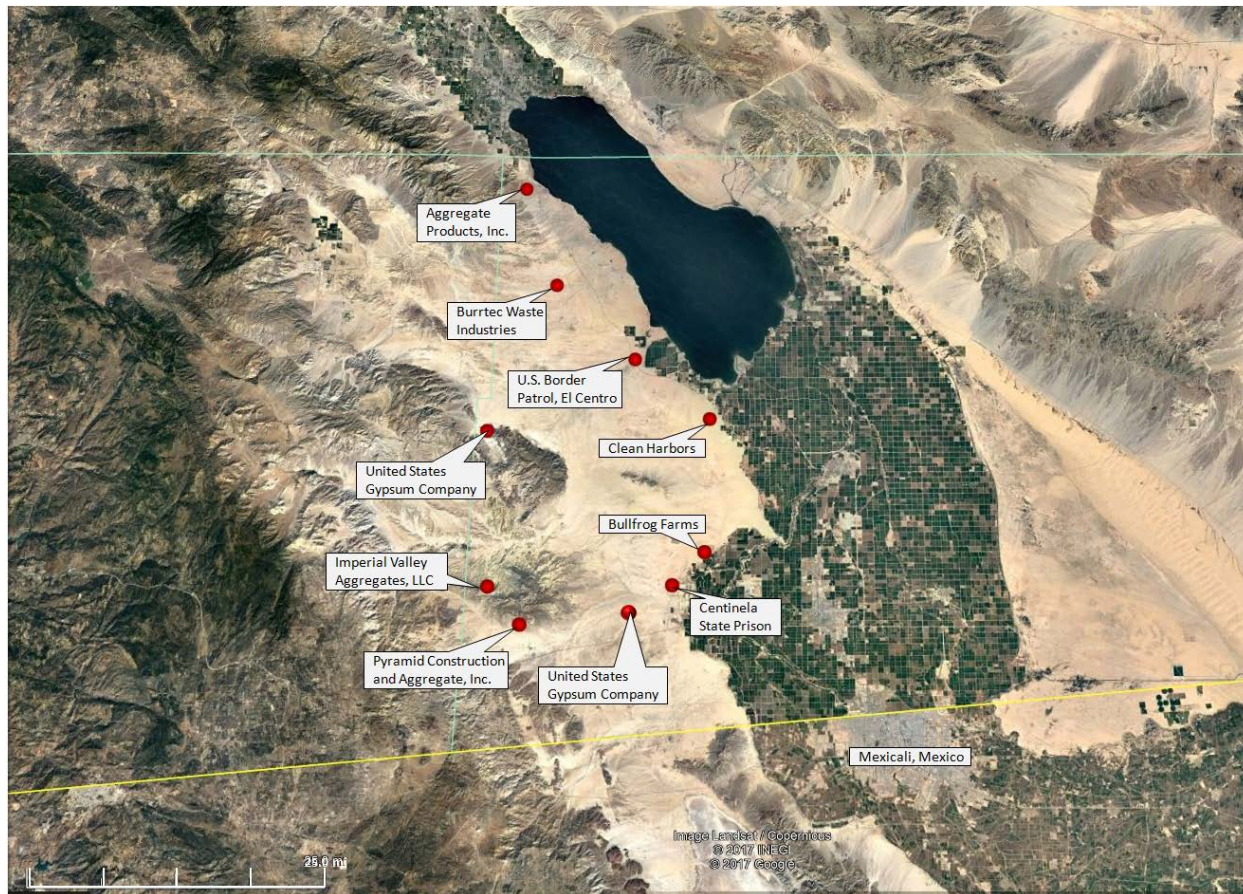 Aggregate
Products, Inc.
Burrtec Waste
Industries
U.S. Border
Patrol, El Centro
Clean Harbors
United States
Gypsum Company
Bullfrog Farms
Imperial Valley
Aggregates, LLC
Centinela
State Prison
Pyramid Construction
and Aggregate, Inc.
United States
Gypsum Company
Mexicali, Mexico
Image Landsat / Copernicus
© 2017 INEGI
© 2017 Google
25.0 mi